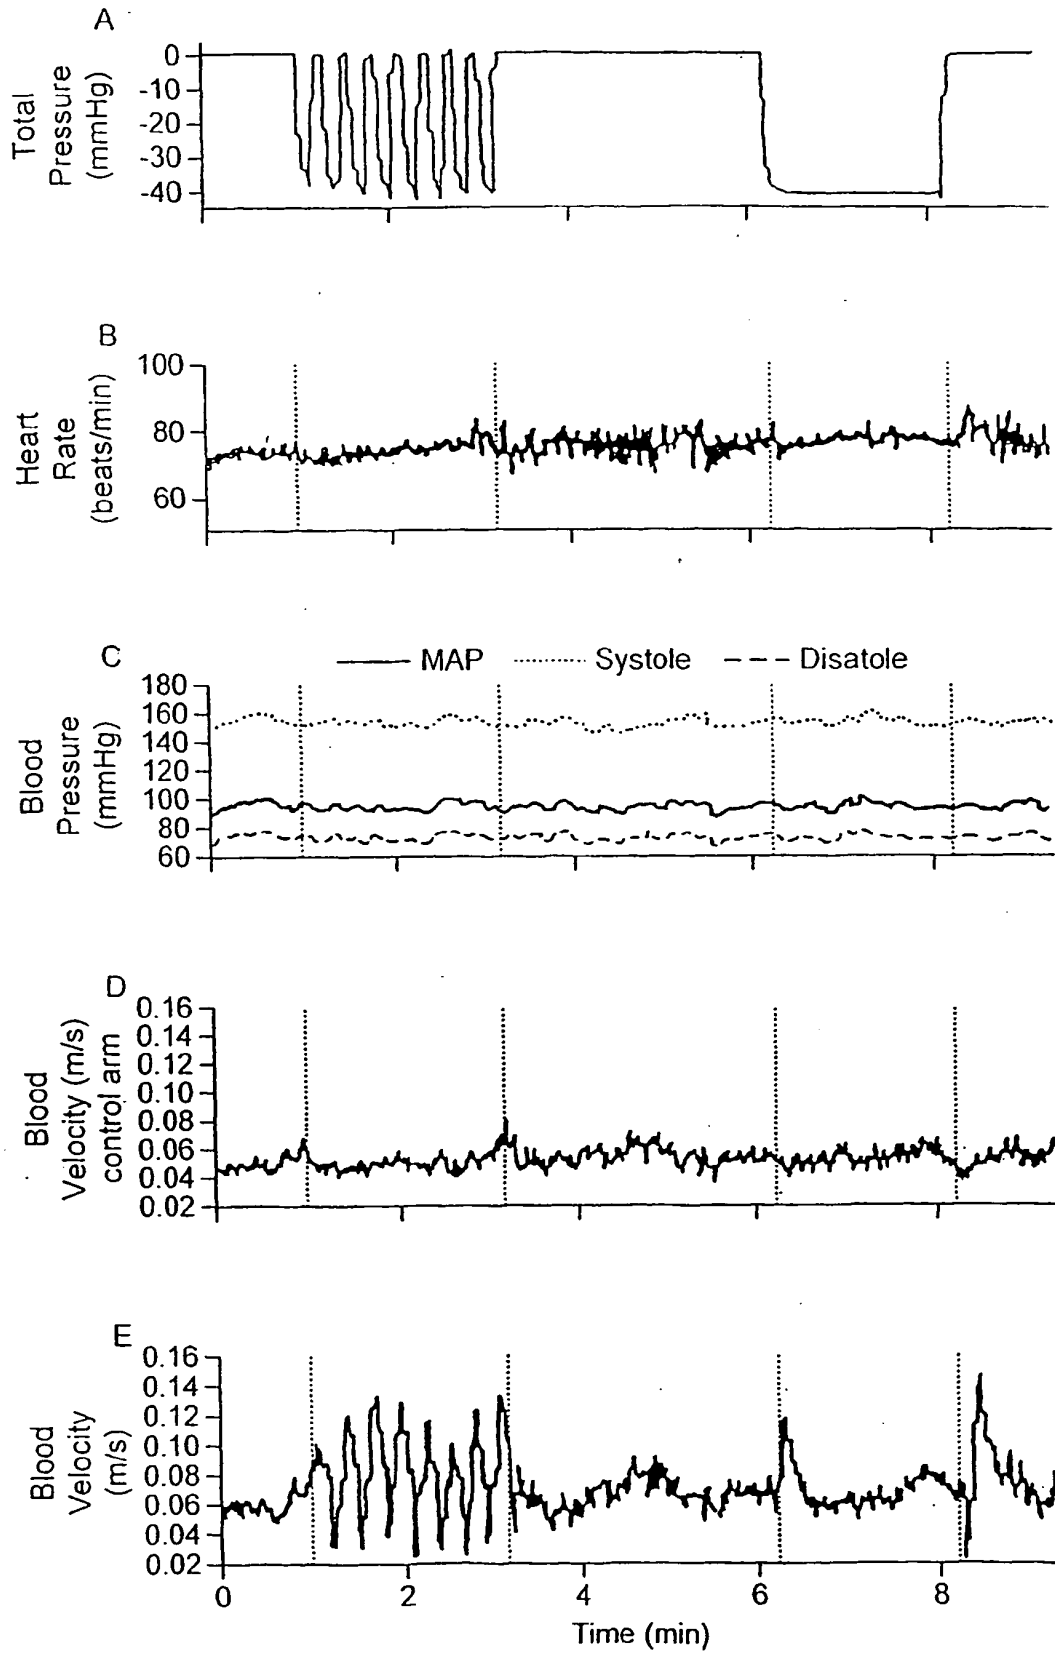 A
Total
Pressure
(mmHg)
0
-10
-20
-30
-40
B
Heart
Rate
(beats/min)
100
80
60
C
MAP Systole Disatole
Blood
Pressure
(mmHg)
180
160
140
120
100
80
60
D
Blood
Velocity (m/s)
control arm
0.16
0.14
0.12
0.10
0.08
0.06
0.04
0.02
E
Blood
Velocity
(m/s)
0.16
0.14
0.12
0.10
0.08
0.06
0.04
0.02
0 2 4 6 8
Time (min)